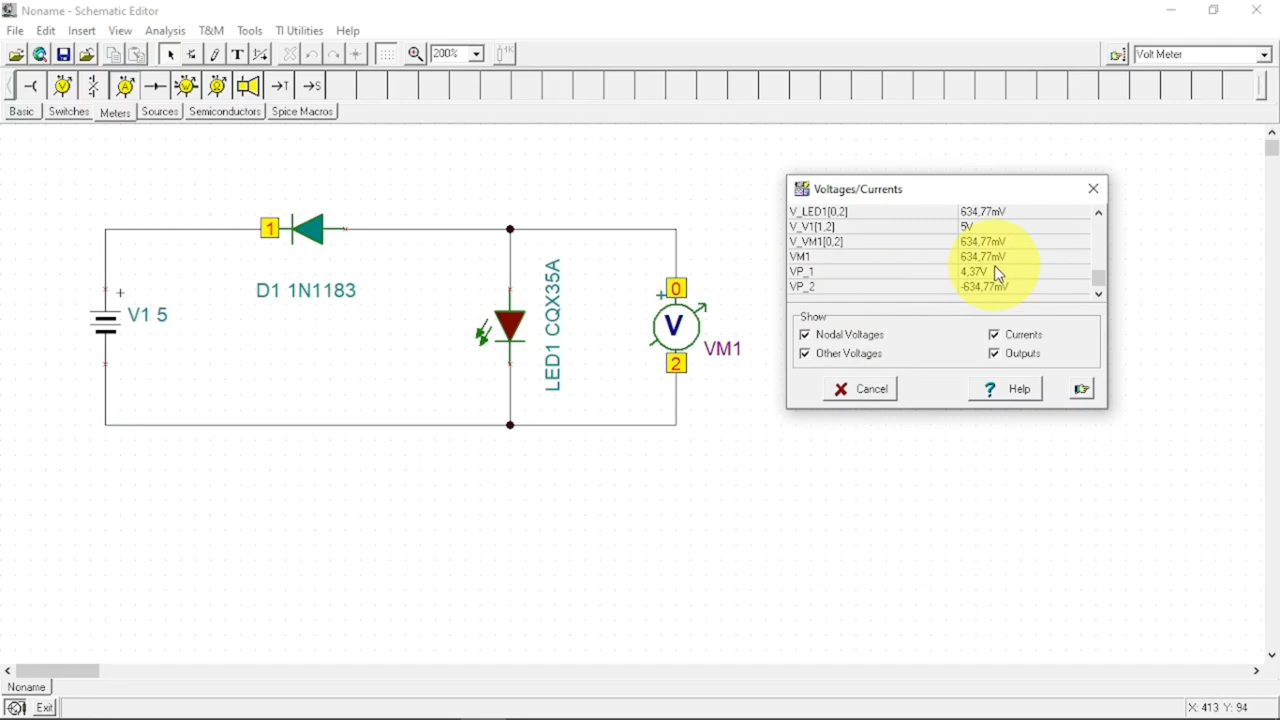 Noname - Schematic Editor
File Edit Insert View Analysis T&M Tools TI Utilities Help
T 200% 1K Volt Meter
V A W Ω →T →S
Basic Switches Meters Sources Semiconductors Spice Macros
Voltages/Currents
V_LED1[0,2] 634,77mV
V_V1[1,2] 5V
V_VM1[0,2] 634,77mV
VM1 634,77mV
VP_1 4,37V
VP_2 -634,77mV
Show
Nodal Voltages Currents
Other Voltages Outputs
Cancel ? Help
1
D1 1N1183
+
V1 5
LED1 CQX35A
+ 0
V
VM1
2
Noname
Exit X: 413 Y: 94